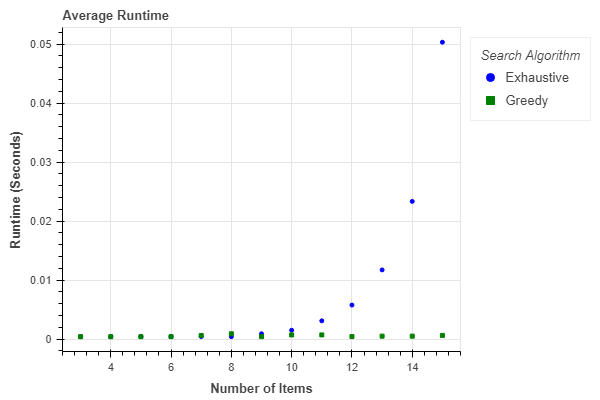 Average Runtime
Search Algorithm
Exhaustive
Greedy
0.05
0.04
0.03
0.02
0.01
0
Runtime (Seconds)
4 6 8 10 12 14
Number of Items